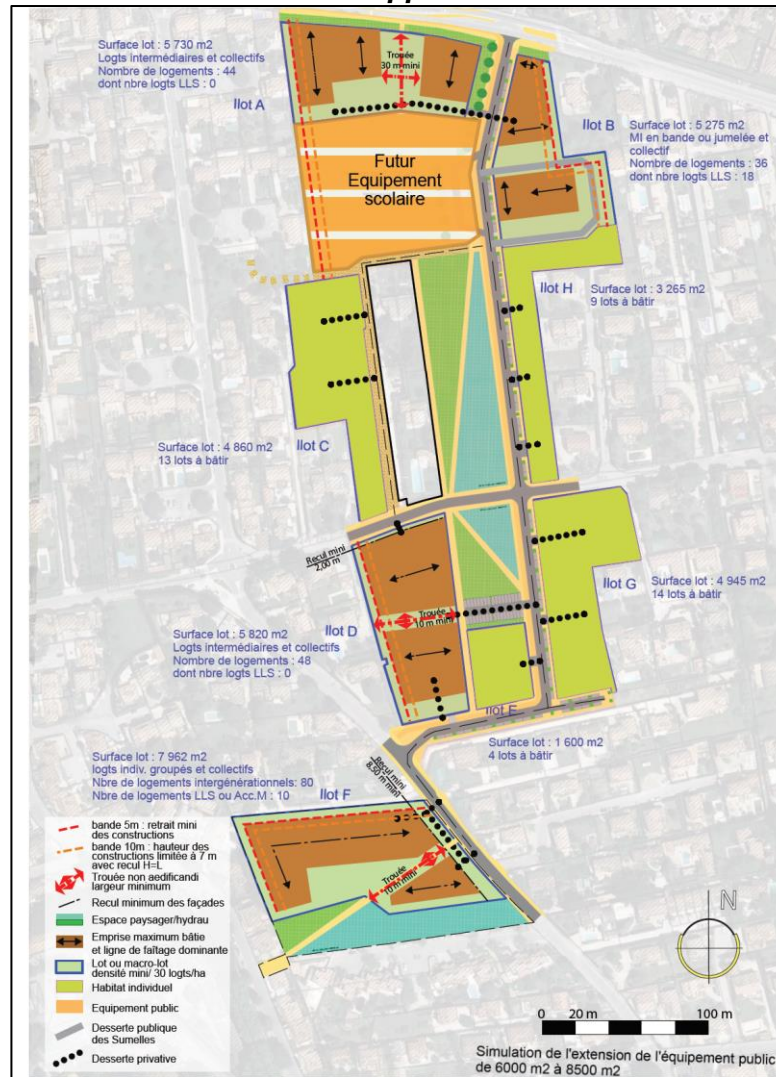 Surface lot : 5 730 m2
Logts intermédiaires et collectifs
Nombre de logements : 44
dont nbre logts LLS : 0
Ilot A
Trouée
30 m mini
Ilot B
Surface lot : 5 275 m2
MI en bande ou jumelée et
collectif
Nombre de logements : 36
dont nbre logts LLS : 18
Futur
Equipement
scolaire
Ilot H
Surface lot : 3 265 m2
9 lots à bâtir
Ilot C
Surface lot : 4 860 m2
13 lots à bâtir
Recul mini
2,00 m
Ilot G
Surface lot : 4 945 m2
14 lots à bâtir
Trouée
10 m mini
Ilot D
Surface lot : 5 820 m2
Logts intermédiaires et collectifs
Nombre de logements : 48
dont nbre logts LLS : 0
Ilot E
Surface lot : 1 600 m2
4 lots à bâtir
Surface lot : 7 962 m2
logts indiv. groupés et collectifs
Nbre de logements intergénérationnels: 80
Nbre de logements LLS ou Acc.M : 10
Ilot F
Recul mini
8,50 m mini
Trouée
10 m mini
bande 5m : retrait mini
des constructions
bande 10m : hauteur des
constructions limitée à 7 m
avec recul H=L
Trouée non aedificandi
largeur minimum
Recul minimum des façades
Espace paysager/hydrau
Emprise maximum bâtie
et ligne de faîtage dominante
Lot ou macro-lot
densité mini/ 30 logts/ha
Habitat individuel
Equipement public
Desserte publique
des Sumelles
Desserte privative
N
0 20 m 100 m
Simulation de l'extension de l'équipement public
de 6000 m2 à 8500 m2